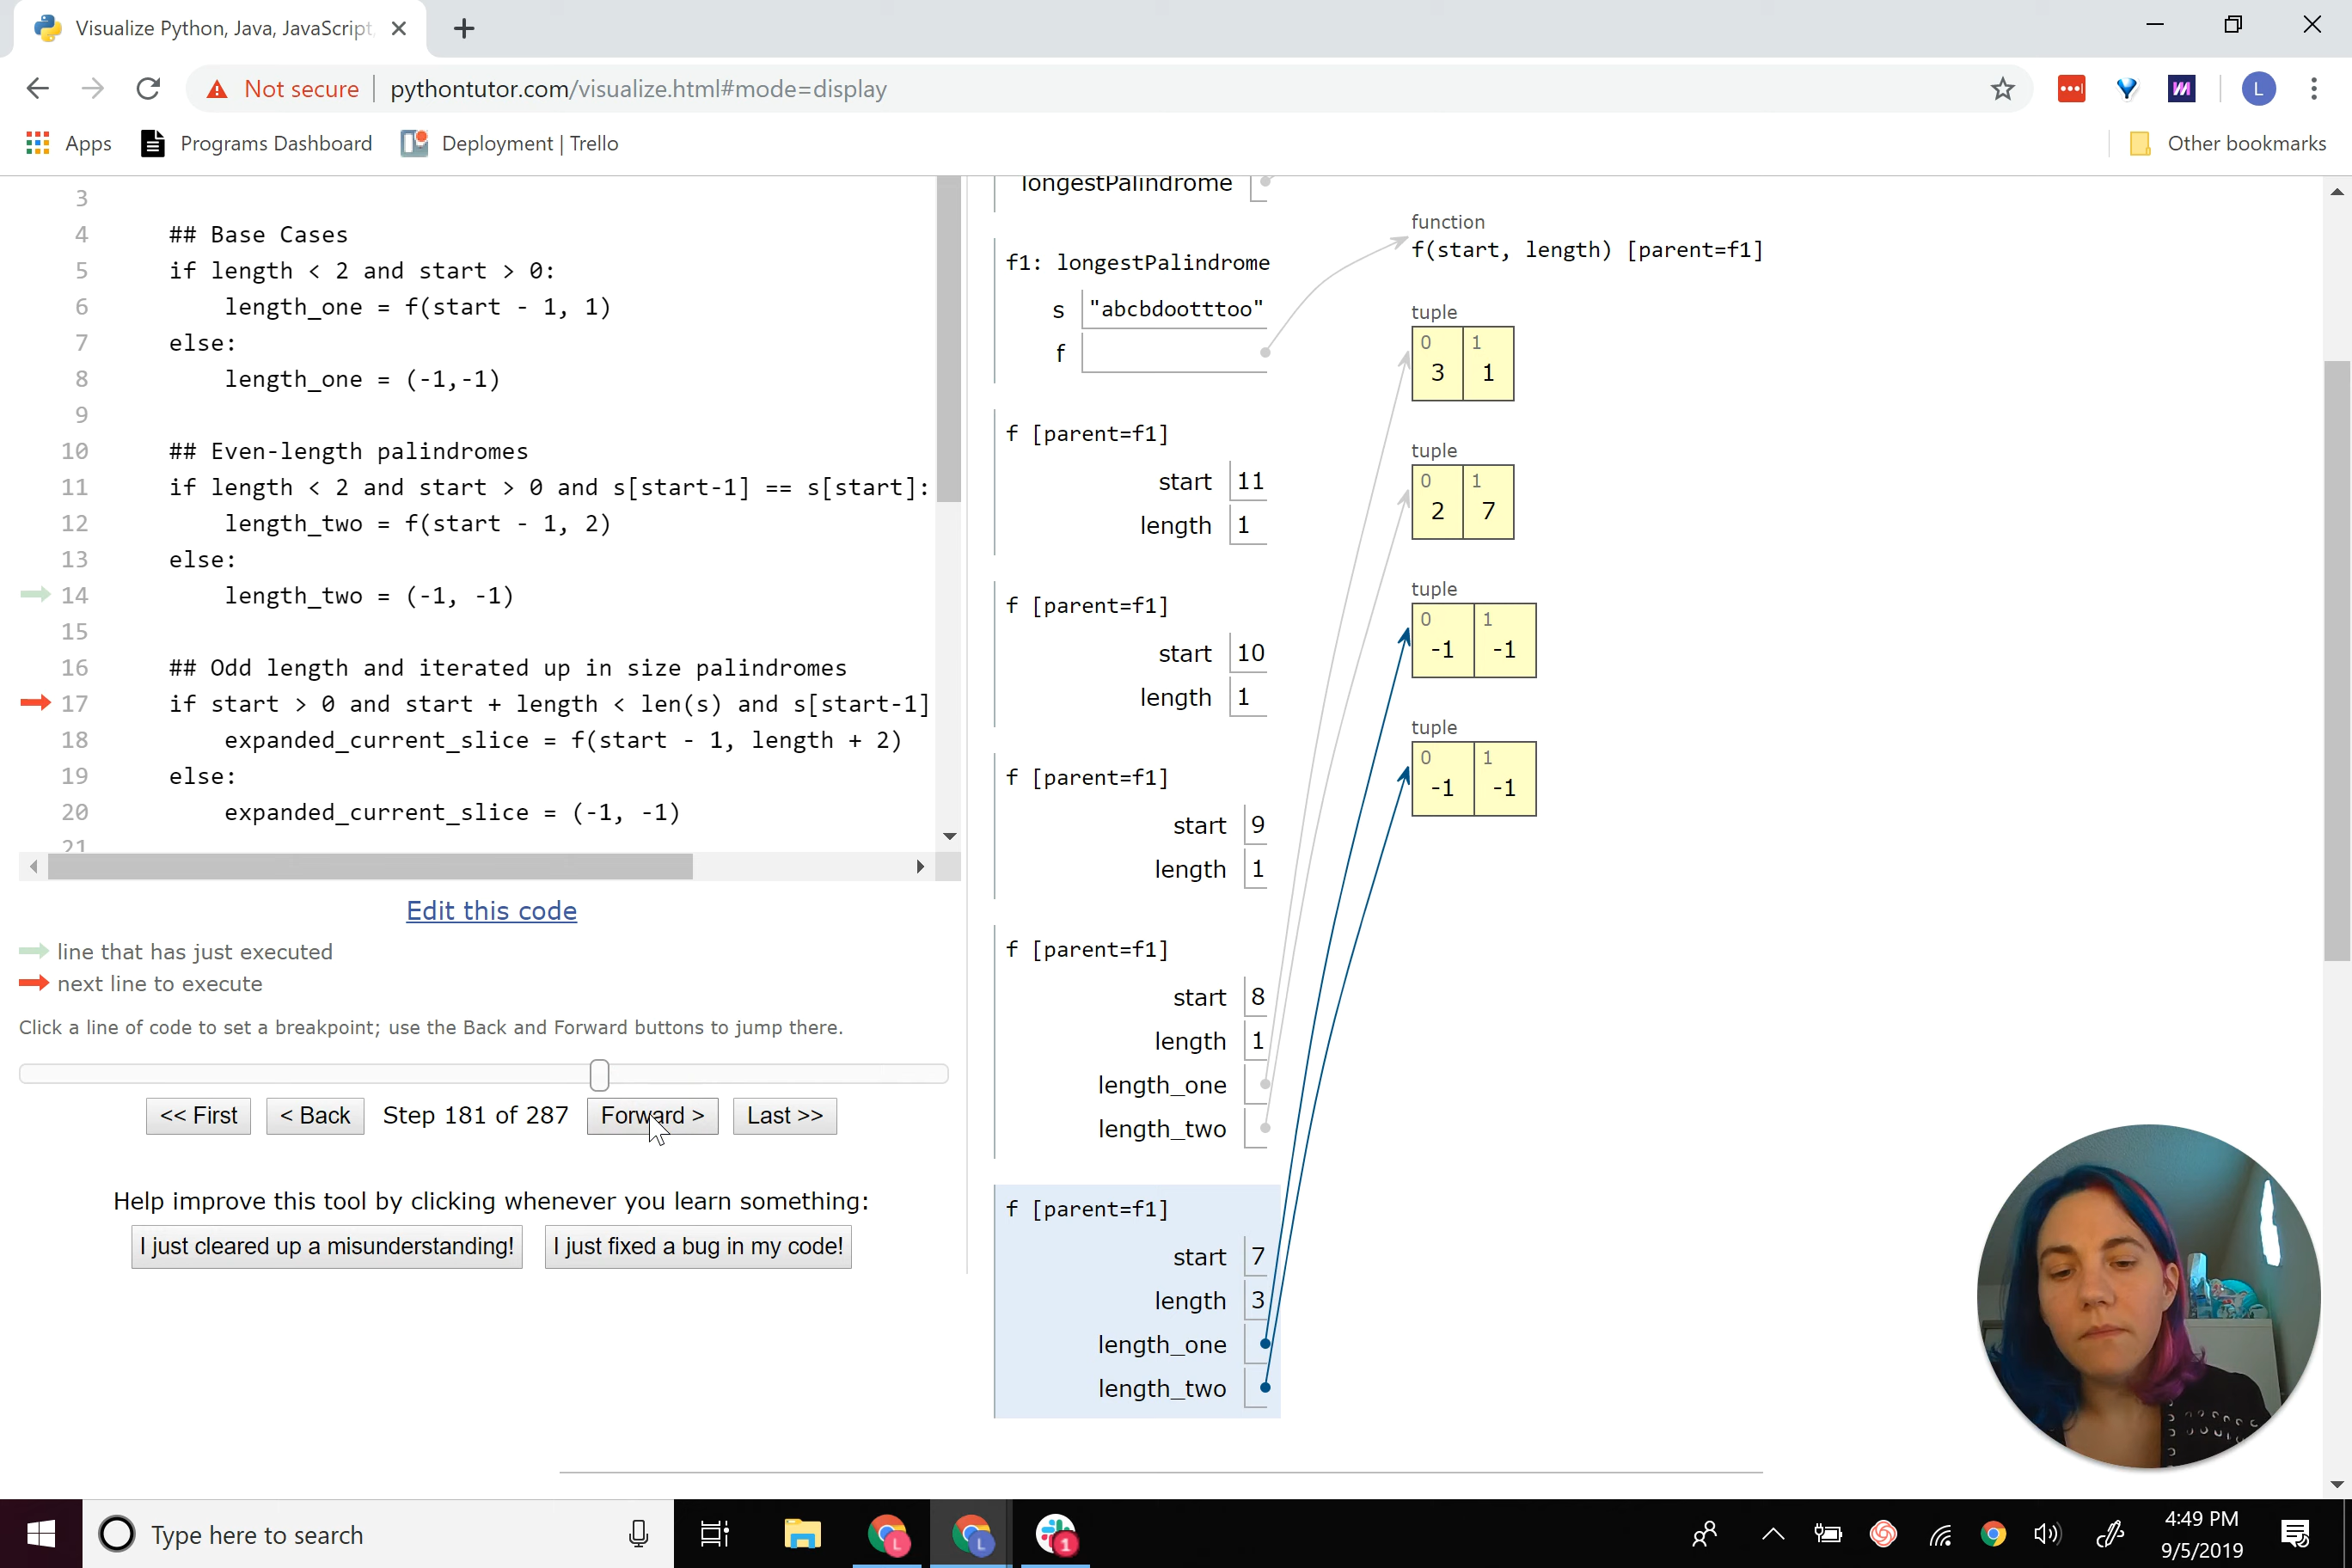 Visualize Python, Java, JavaScript,
Not secure
pythontutor.com/visualize.html#mode=display
L
Apps
Programs Dashboard
Deployment | Trello
Other bookmarks
3
4 ## Base Cases
5 if length < 2 and start > 0:
6 length_one = f(start - 1, 1)
7 else:
8 length_one = (-1,-1)
9
10 ## Even-length palindromes
11 if length < 2 and start > 0 and s[start-1] == s[start]:
12 length_two = f(start - 1, 2)
13 else:
14 length_two = (-1, -1)
15
16 ## Odd length and iterated up in size palindromes
17 if start > 0 and start + length < len(s) and s[start-1]
18 expanded_current_slice = f(start - 1, length + 2)
19 else:
20 expanded_current_slice = (-1, -1)
21
Edit this code
line that has just executed
next line to execute
Click a line of code to set a breakpoint; use the Back and Forward buttons to jump there.
<< First
< Back
Step 181 of 287
Forward >
Last >>
Help improve this tool by clicking whenever you learn something:
I just cleared up a misunderstanding!
I just fixed a bug in my code!
longestPalindrome
f1: longestPalindrome
s "abcbdootttoo"
f
f [parent=f1]
start 11
length 1
f [parent=f1]
start 10
length 1
f [parent=f1]
start 9
length 1
f [parent=f1]
start 8
length 1
length_one
length_two
f [parent=f1]
start 7
length 3
length_one
length_two
function
f(start, length) [parent=f1]
tuple
0 1
3 1
tuple
0 1
2 7
tuple
0 1
-1 -1
tuple
0 1
-1 -1
Type here to search
L
L
1
4:49 PM
9/5/2019